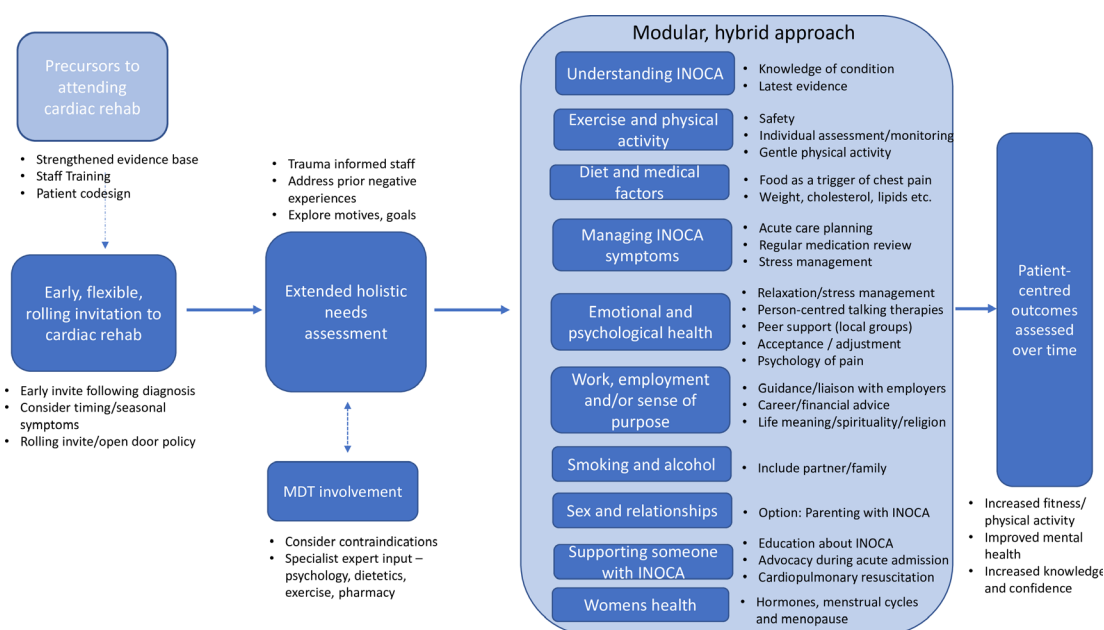 Precursors to
attending
cardiac rehab
• Strengthened evidence base
• Staff Training
• Patient codesign
Early, flexible,
rolling invitation to
cardiac rehab
• Early invite following diagnosis
• Consider timing/seasonal
symptoms
• Rolling invite/open door policy
• Trauma informed staff
• Address prior negative
experiences
• Explore motives, goals
Extended holistic
needs
assessment
MDT involvement
• Consider contraindications
• Specialist expert input –
psychology, dietetics,
exercise, pharmacy
Modular, hybrid approach
Understanding INOCA
• Knowledge of condition
• Latest evidence
Exercise and physical
activity
• Safety
• Individual assessment/monitoring
• Gentle physical activity
Diet and medical
factors
• Food as a trigger of chest pain
• Weight, cholesterol, lipids etc.
Managing INOCA
symptoms
• Acute care planning
• Regular medication review
• Stress management
Emotional and
psychological health
• Relaxation/stress management
• Person-centred talking therapies
• Peer support (local groups)
• Acceptance / adjustment
• Psychology of pain
Work, employment
and/or sense of
purpose
• Guidance/liaison with employers
• Career/financial advice
• Life meaning/spirituality/religion
Smoking and alcohol
• Include partner/family
Sex and relationships
• Option: Parenting with INOCA
Supporting someone
with INOCA
• Education about INOCA
• Advocacy during acute admission
• Cardiopulmonary resuscitation
Womens health
• Hormones, menstrual cycles
and menopause
Patient-
centred
outcomes
assessed
over time
• Increased fitness/
physical activity
• Improved mental
health
• Increased knowledge
and confidence